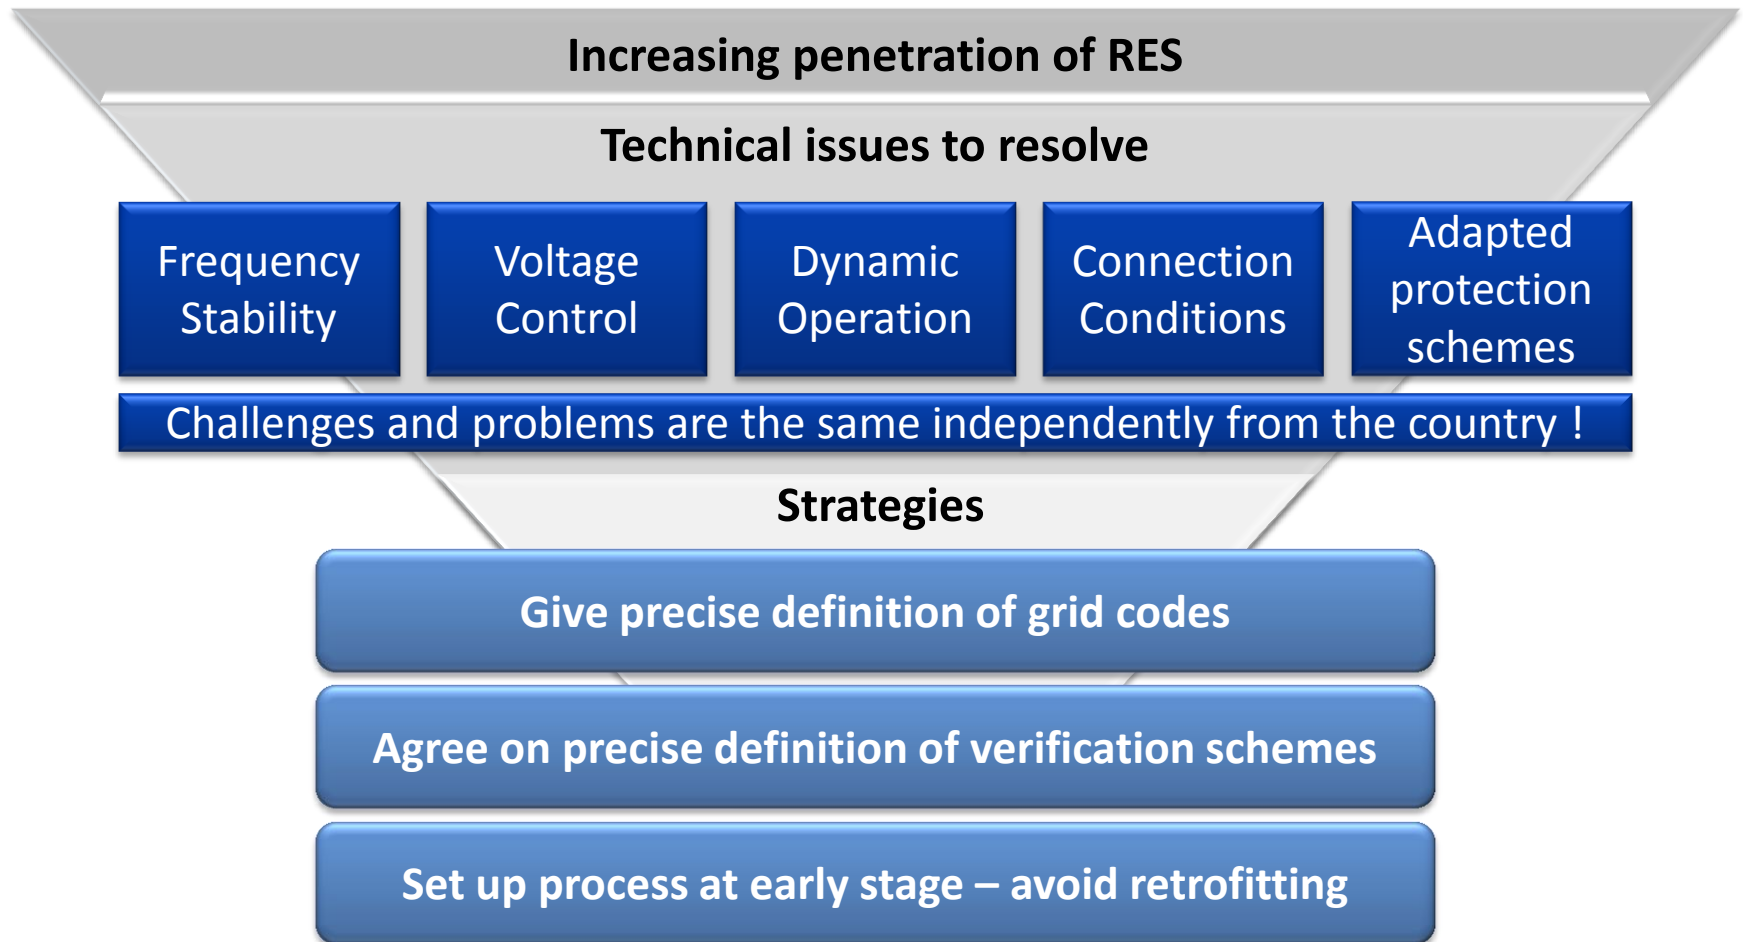 Increasing penetration of RES
Technical issues to resolve
Frequency
Stability
Voltage
Control
Dynamic
Operation
Connection
Conditions
Adapted
protection
schemes
Challenges and problems are the same independently from the country !
Strategies
Give precise definition of grid codes
Agree on precise definition of verification schemes
Set up process at early stage – avoid retrofitting